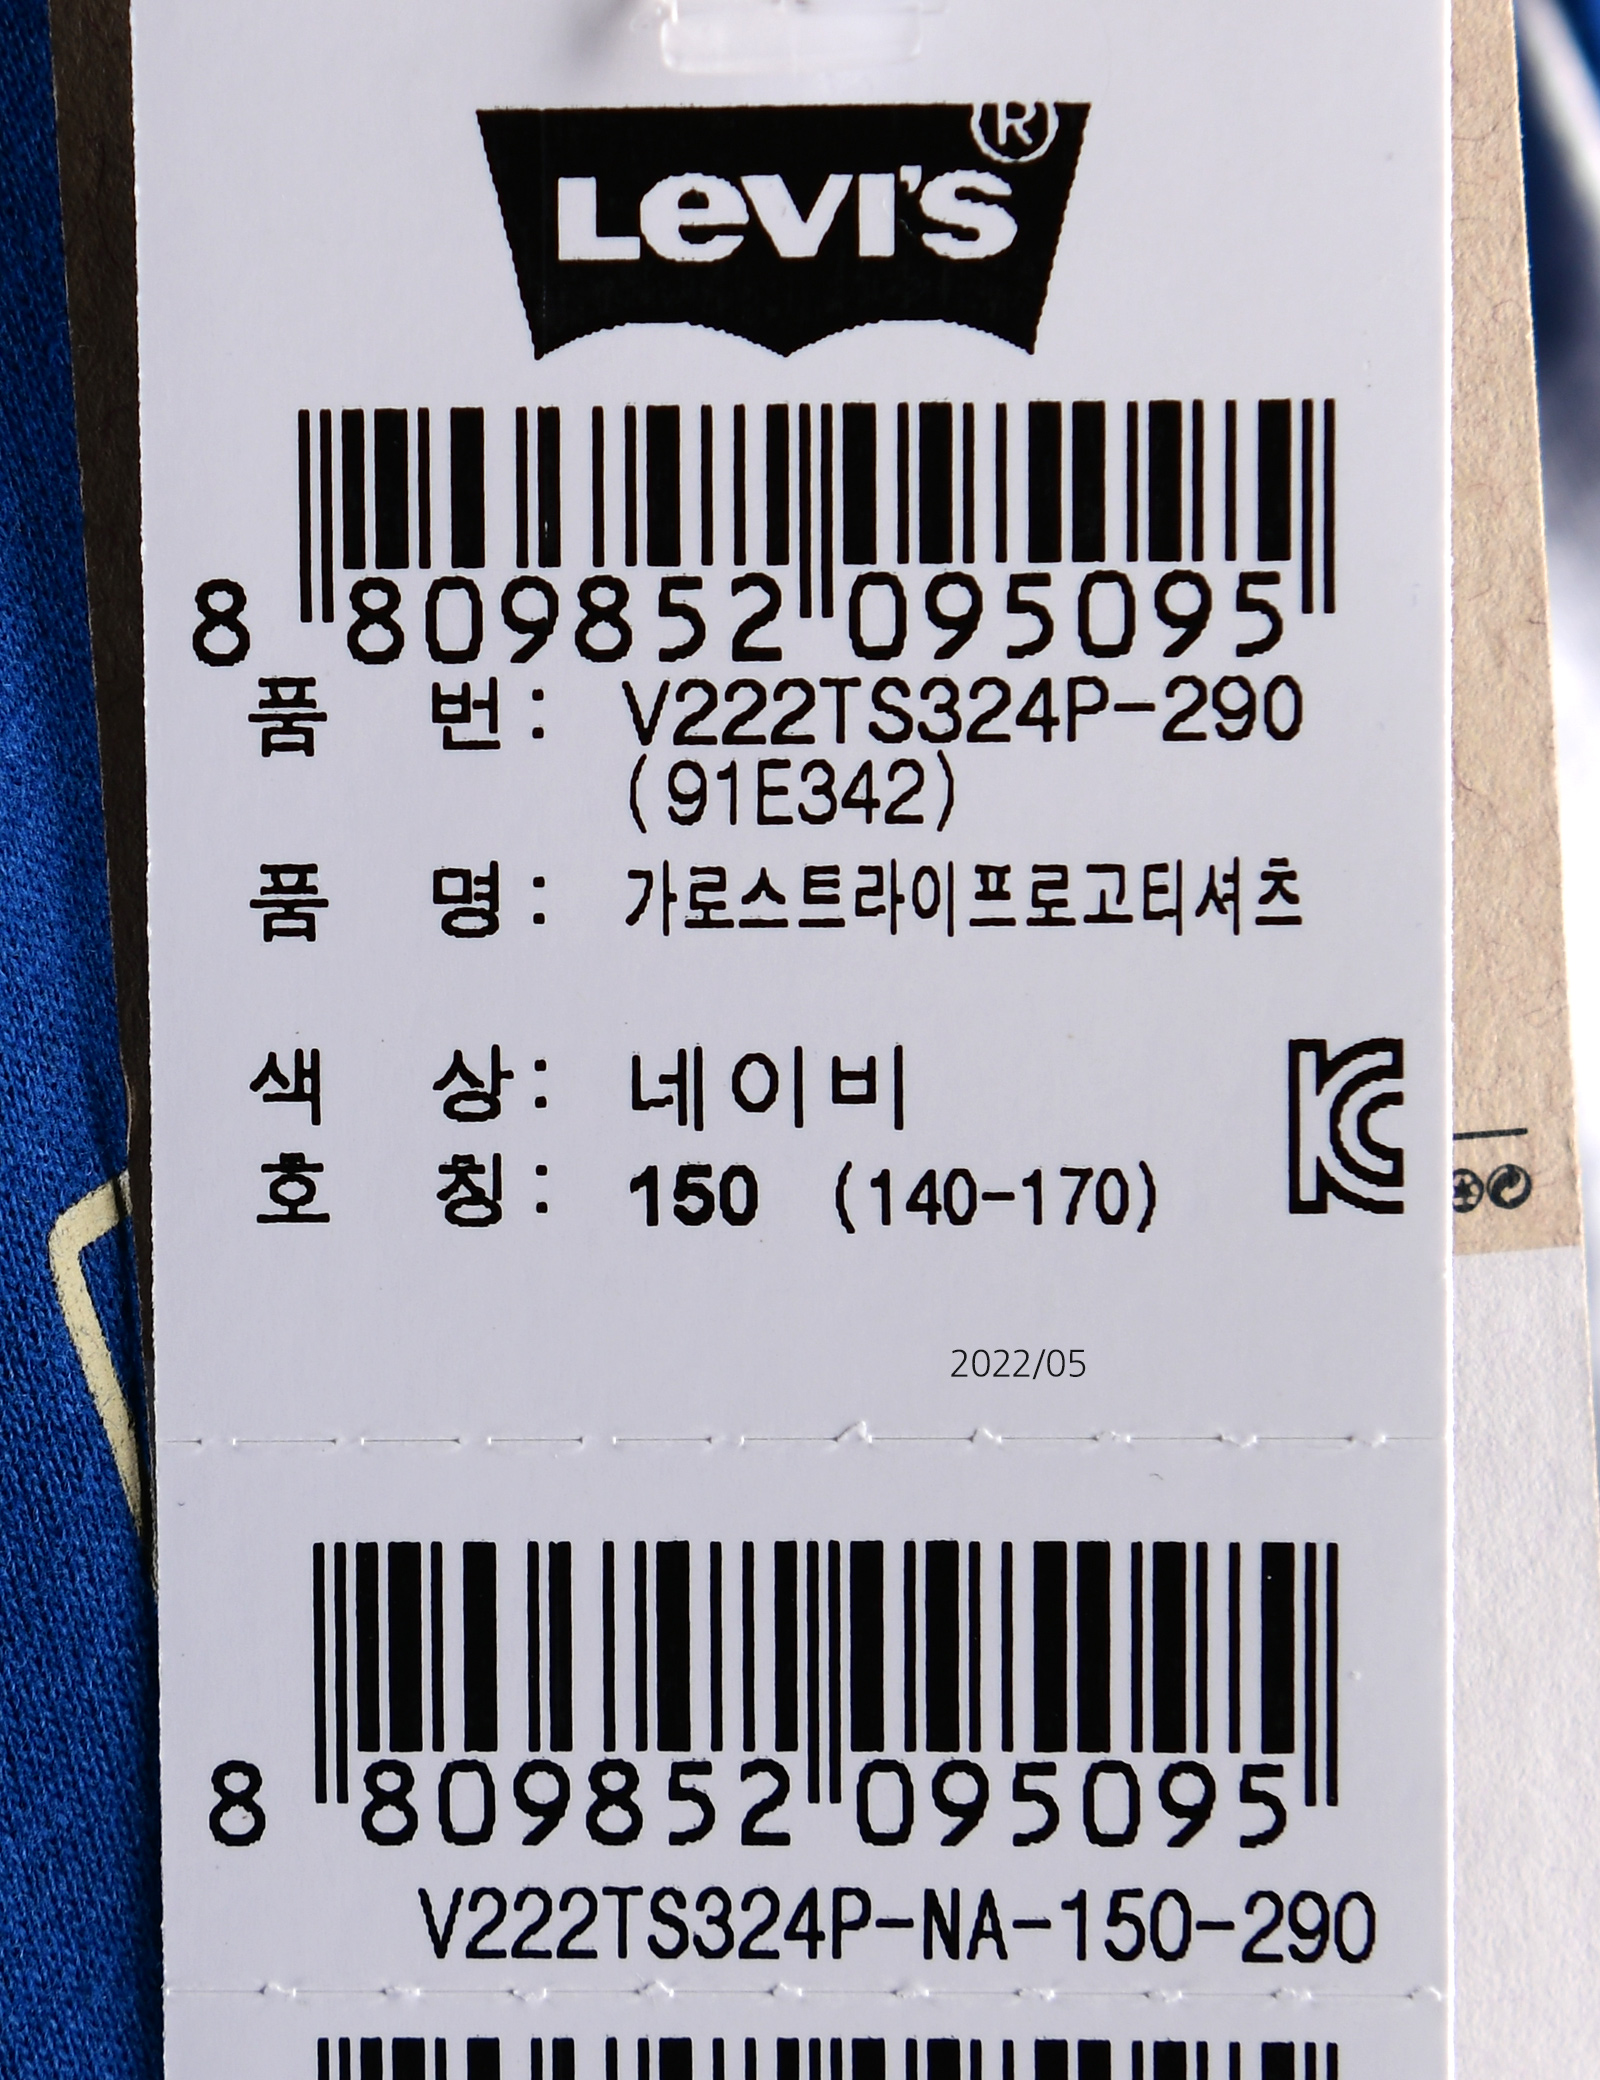 LEVI'S®
8 809852 095095
품 번: V222TS324P-290
(91E342)
품 명: 가로스트라이프로고티셔츠
색 상: 네이비
호 칭: 150 (140-170)
KC
2022/05
8 809852 095095
V222TS324P-NA-150-290